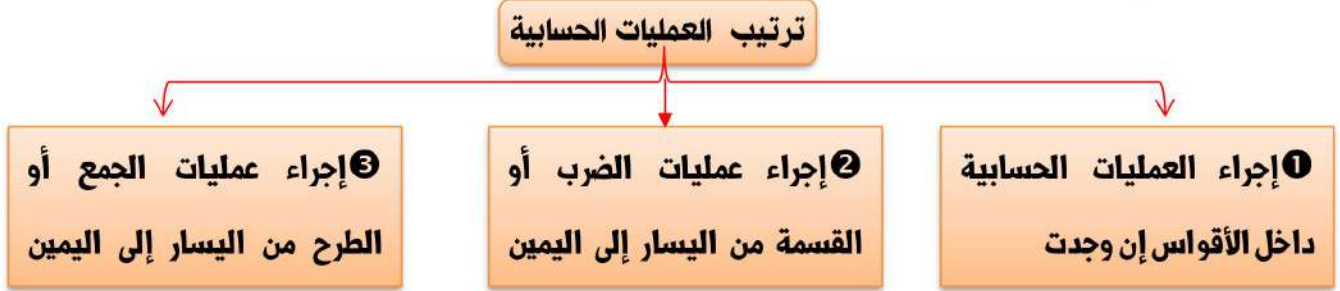 ترتيب العمليات الحسابية
❶إجراء العمليات الحسابية
داخل الأقواس إن وجدت
❷إجراء عمليات الضرب أو
القسمة من اليسار إلى اليمين
❸إجراء عمليات الجمع أو
الطرح من اليسار إلى اليمين